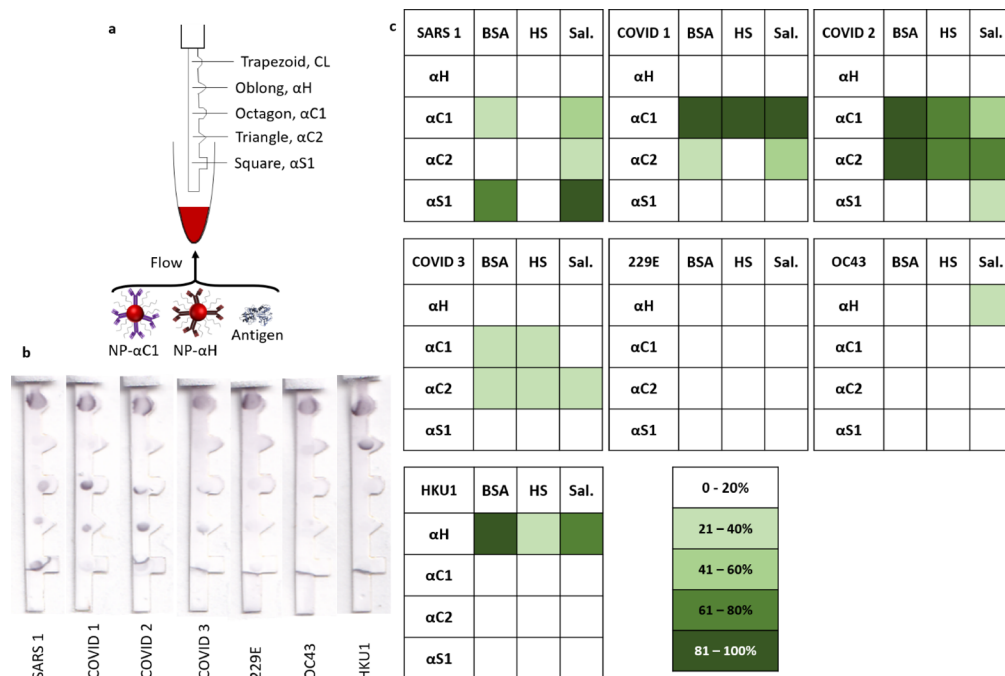 a
Trapezoid, CL
Oblong, αH
Octagon, αC1
Triangle, αC2
Square, αS1
Flow
NP-αC1
NP-αH
Antigen
b
SARS 1
COVID 1
COVID 2
COVID 3
229E
OC43
HKU1
c
SARS 1 BSA HS Sal.
αH
αC1
αC2
αS1
COVID 1 BSA HS Sal.
αH
αC1
αC2
αS1
COVID 2 BSA HS Sal.
αH
αC1
αC2
αS1
COVID 3 BSA HS Sal.
αH
αC1
αC2
αS1
229E BSA HS Sal.
αH
αC1
αC2
αS1
OC43 BSA HS Sal.
αH
αC1
αC2
αS1
HKU1 BSA HS Sal.
αH
αC1
αC2
αS1
0 - 20%
21 – 40%
41 – 60%
61 – 80%
81 – 100%